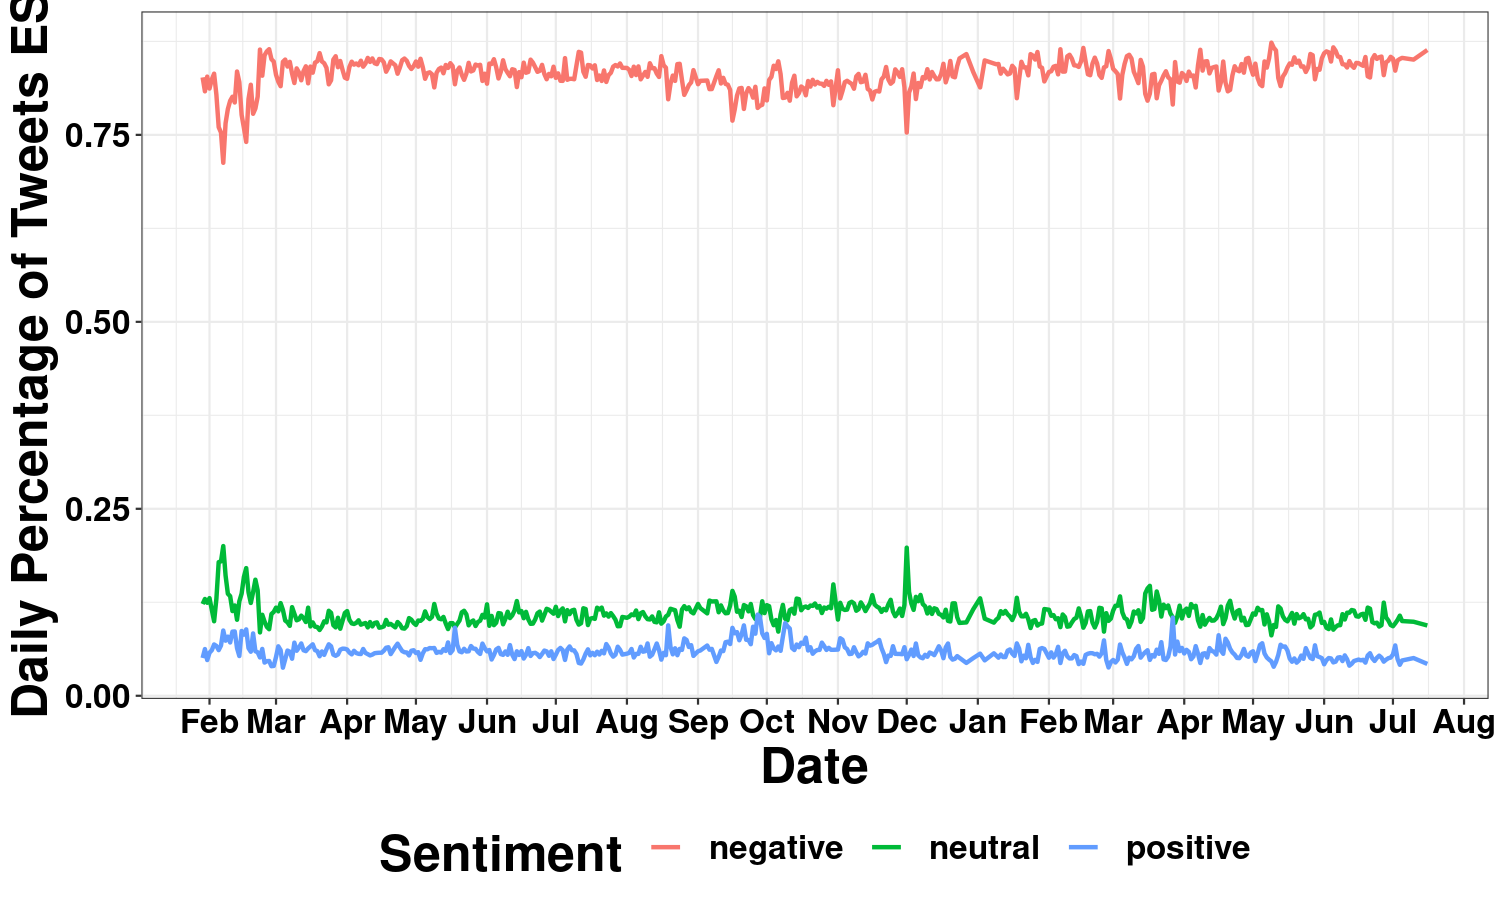 Daily Percentage of Tweets ES
0.75
0.50
0.25
0.00
Feb Mar Apr May Jun Jul Aug Sep Oct Nov Dec Jan Feb Mar Apr May Jun Jul Aug
Date
Sentiment negative neutral positive